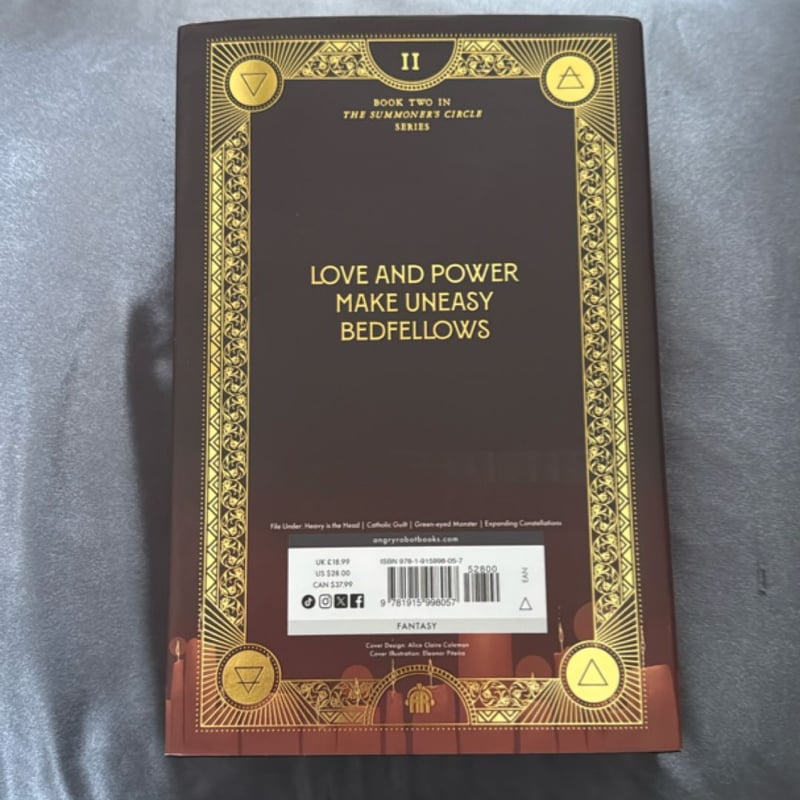 II
BOOK TWO IN
THE SUMMONER'S CIRCLE
SERIES
LOVE AND POWER
MAKE UNEASY
BEDFELLOWS
File Under: Heavy is the Head | Catholic Guilt | Green-eyed Monster | Expanding Constellations
angryrobotbooks.com
UK £18.99
US $28.00
CAN $37.99
ISBN 978-1-915998-05-7
52800
9 781915 998057
EAN
FANTASY
Cover Design: Alice Claire Coleman
Cover Illustration: Eleonor Piteira
AR